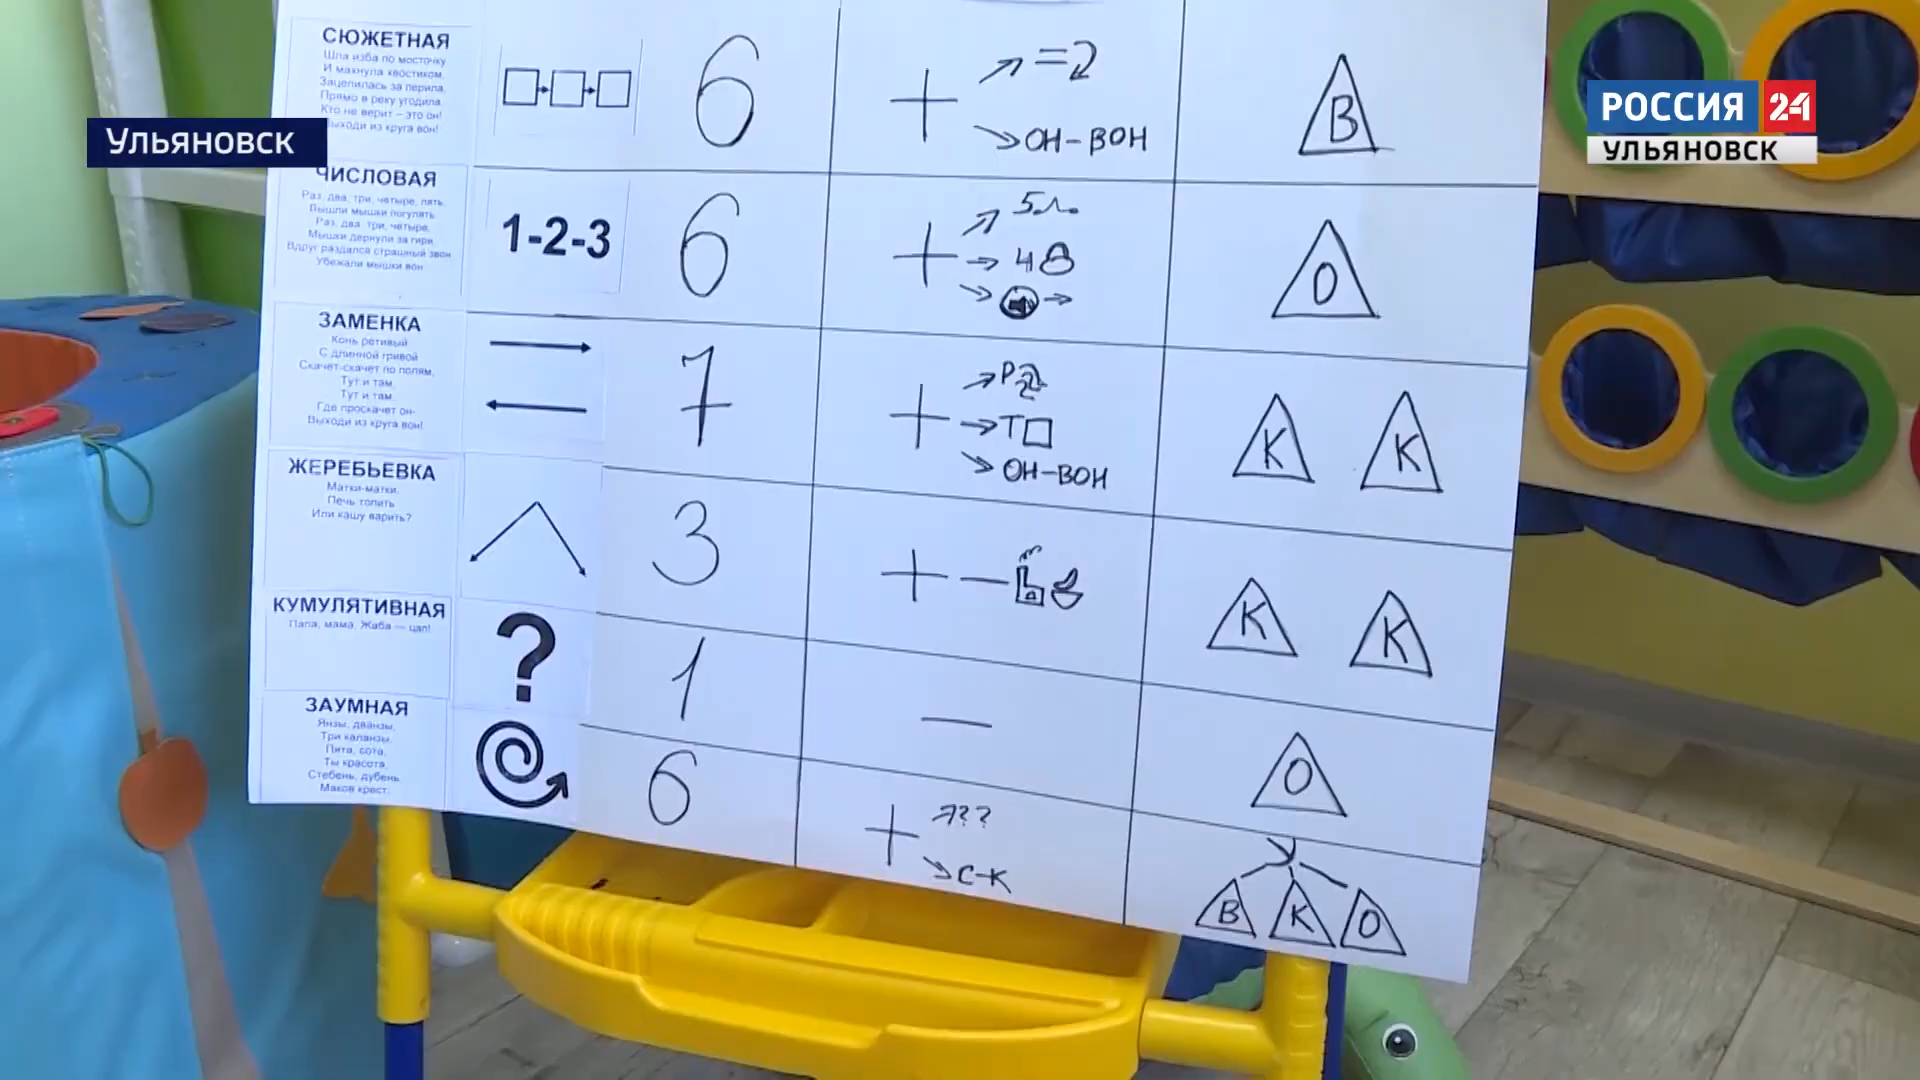 СЮЖЕТНАЯ
Шла изба по мосточку
И махнула хвостиком,
Зацепилась за перила,
Прямо в реку угодила.
Кто не верит – это он!
Выходи из круга вон!
6
+ =
ОН-ВОН
В
УЛЬЯНОВСК
РОССИЯ 24
УЛЬЯНОВСК
ЧИСЛОВАЯ
Раз, два, три, четыре, пять,
Вышли мышки погулять.
Раз, два, три, четыре,
Мышки дернули за гири.
Вдруг раздался страшный звон
Убежали мышки вон
1-2-3
6
+
О
ЗАМЕНКА
Конь ретивый
С длинной гривой
Скачет-скачет по полям,
Тут и там,
Тут и там.
Где проскачет он-
Выходи из круга вон!
7
+ Р
Т
ОН-ВОН
К К
ЖЕРЕБЬЕВКА
Матки-матки,
Печь топить
Или кашу варить?
3
+ –
К К
КУМУЛЯТИВНАЯ
Папа, мама, Жаба — цап!
?
1
–
О
ЗАУМНАЯ
Янзы, дванзы,
Три каланзы,
Пята, сота,
Ты красота,
Стебень, дубень,
Маков крест.
6
+ ??
С-К
В К О